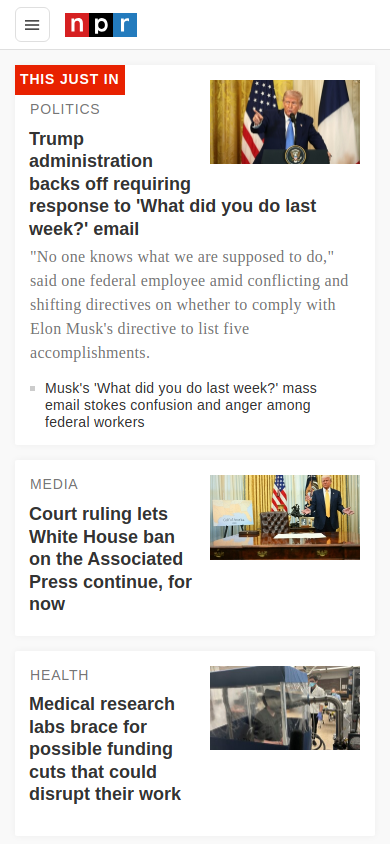 npr
THIS JUST IN
POLITICS
Trump
administration
backs off requiring
response to 'What did you do last
week?' email
"No one knows what we are supposed to do,"
said one federal employee amid conflicting and
shifting directives on whether to comply with
Elon Musk's directive to list five
accomplishments.
Musk's 'What did you do last week?' mass
email stokes confusion and anger among
federal workers
MEDIA
Court ruling lets
White House ban
on the Associated
Press continue, for
now
HEALTH
Medical research
labs brace for
possible funding
cuts that could
disrupt their work